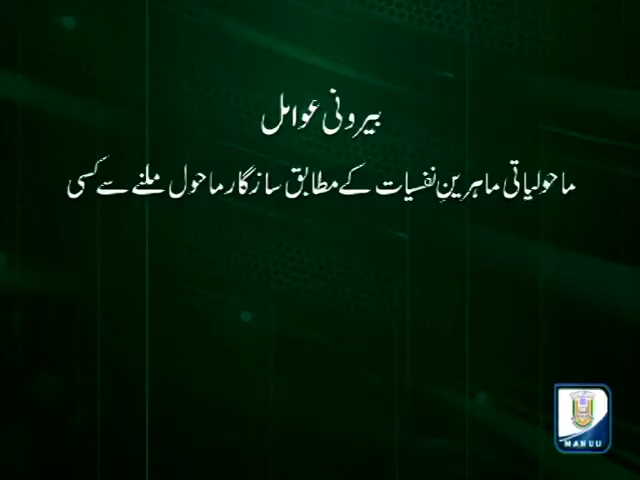 بیرونی عوامل
ماحولیاتی ماہرینِ نفسیات کے مطابق سازگار ماحول ملنے سے کسی
MANUU